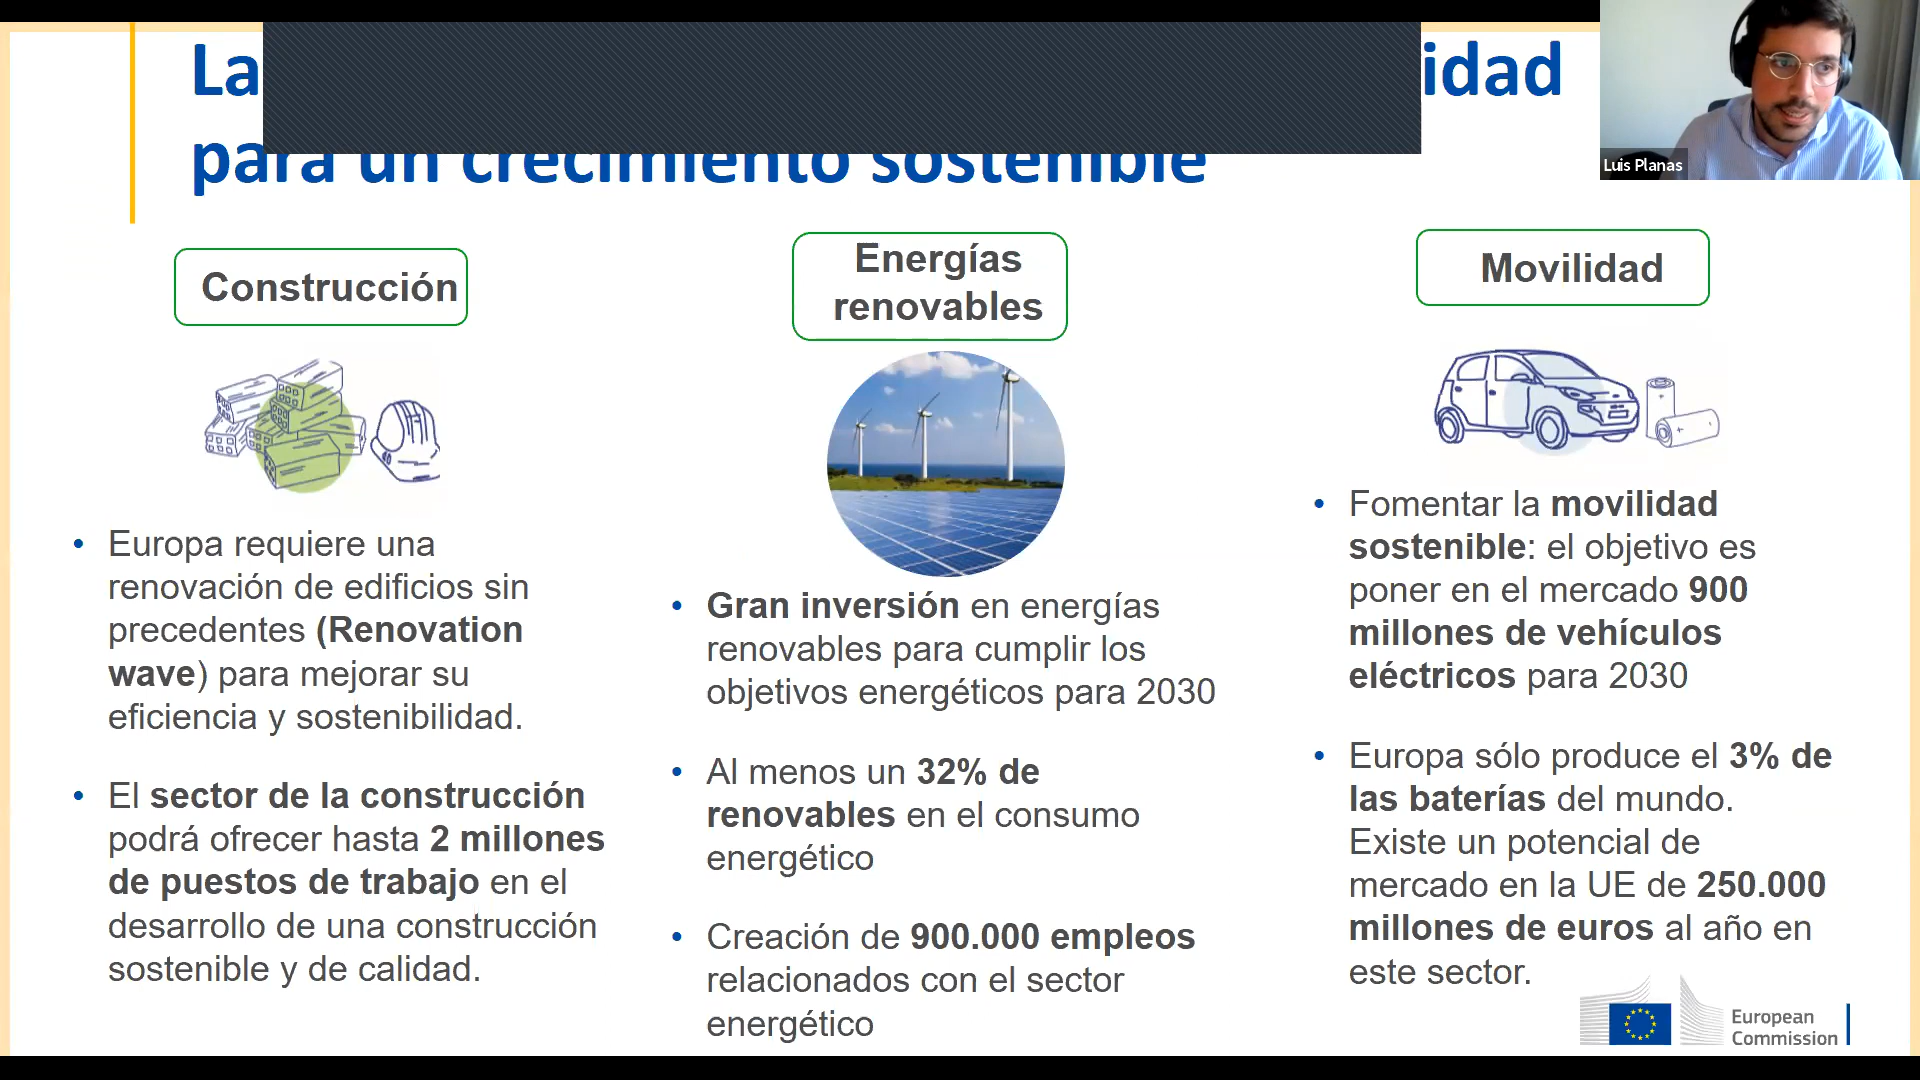 La idad
para un crecimiento sostenible
Luis Planas
Construcción
Energías
renovables
Movilidad
• Europa requiere una
renovación de edificios sin
precedentes (Renovation
wave) para mejorar su
eficiencia y sostenibilidad.
• El sector de la construcción
podrá ofrecer hasta 2 millones
de puestos de trabajo en el
desarrollo de una construcción
sostenible y de calidad.
• Gran inversión en energías
renovables para cumplir los
objetivos energéticos para 2030
• Al menos un 32% de
renovables en el consumo
energético
• Creación de 900.000 empleos
relacionados con el sector
energético
• Fomentar la movilidad
sostenible: el objetivo es
poner en el mercado 900
millones de vehículos
eléctricos para 2030
• Europa sólo produce el 3% de
las baterías del mundo.
Existe un potencial de
mercado en la UE de 250.000
millones de euros al año en
este sector.
European
Commission